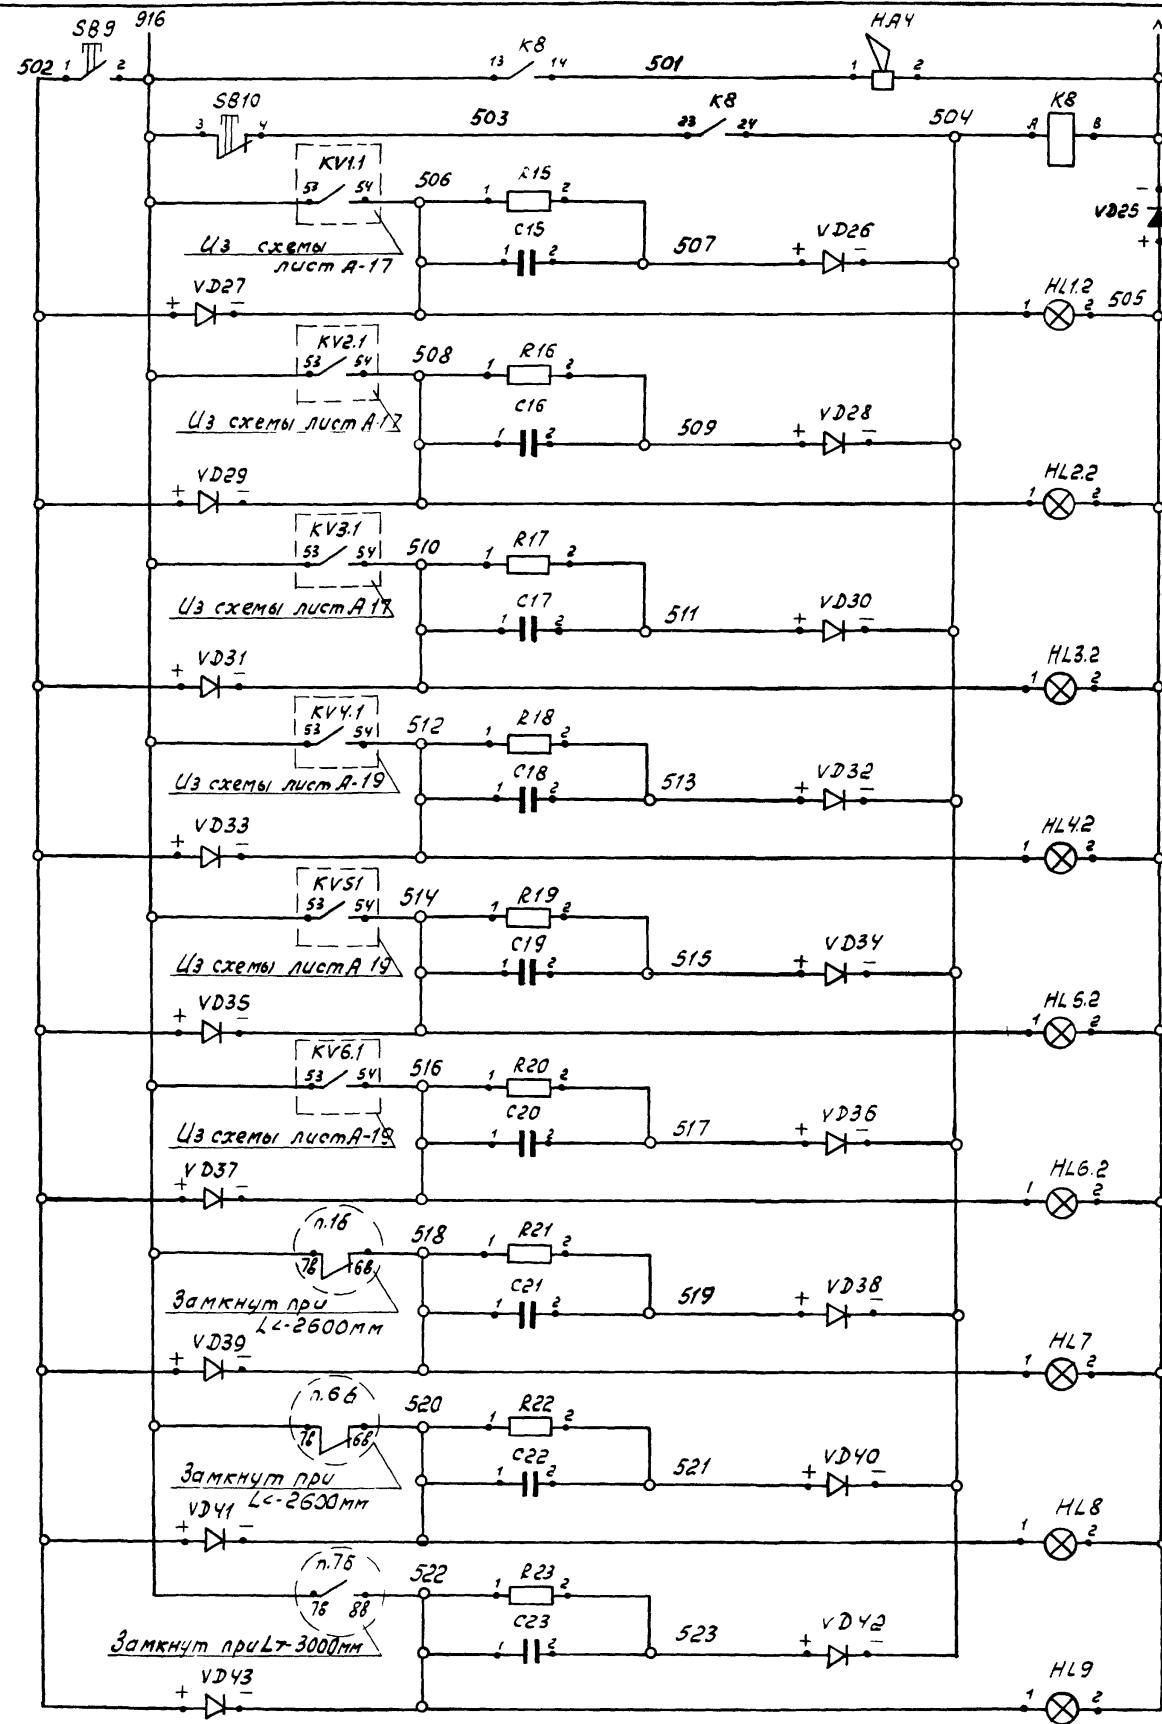 SB9 916 HA4
502 1 2 13 K8 14 501 1 2
SB10 K8 K8
3 4 503 23 24 504 A B
KV1.1
53 54 506 1 R15 2 -
VD25
C15
Из схемы 1 2 507 + VD26 - +
лист А-17
VD27 HL1.2
+ - 1 2 505
KV2.1
53 54 508 1 R16 2
C16
Из схемы лист А-17 1 2 509 + VD28 -
VD29 HL2.2
+ - 1 2
KV3.1
53 54 510 1 R17 2
C17
Из схемы лист А 17 1 2 511 + VD30 -
VD31 HL3.2
+ - 1 2
KV4.1
53 54 512 1 R18 2
C18
Из схемы лист А-19 1 2 513 + VD32 -
VD33 HL4.2
+ - 1 2
KV51
53 54 514 1 R19 2
C19
Из схемы лист А 19 1 2 515 + VD34 -
VD35 HL5.2
+ - 1 2
KV6.1
53 54 516 1 R20 2
C20
Из схемы лист А-19 1 2 517 + VD36 -
VD37 HL6.2
+ - 1 2
п.1б
7в 6в 518 1 R21 2
C21
Замкнут при 1 2 519 + VD38 -
L<-2600мм
VD39 HL7
+ - 1 2
п.6б
7в 6в 520 1 R22 2
C22
Замкнут при 1 2 521 + VD40 -
L<-2600мм
VD41 HL8
+ - 1 2
п.7б
7в 8в 522 1 R23 2
C23
Замкнут при L>-3000мм 1 2 523 + VD42 -
VD43 HL9
+ - 1 2